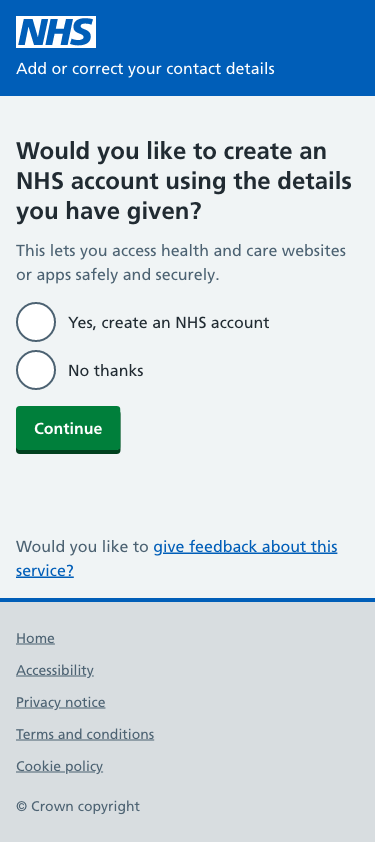 NHS
Add or correct your contact details
Would you like to create an
NHS account using the details
you have given?
This lets you access health and care websites
or apps safely and securely.
Yes, create an NHS account
No thanks
Continue
Would you like to give feedback about this
service?
Home
Accessibility
Privacy notice
Terms and conditions
Cookie policy
© Crown copyright